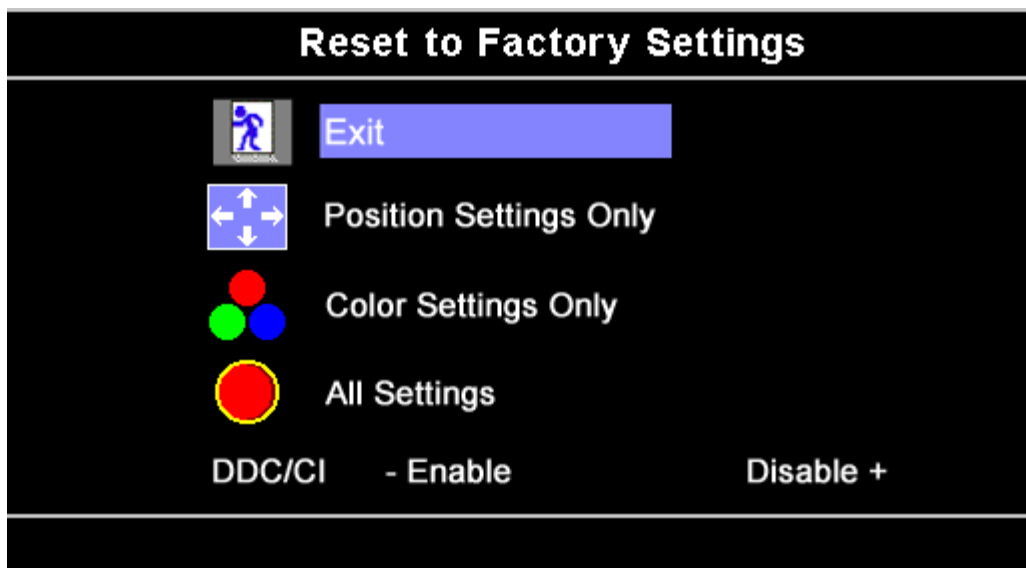 Reset to Factory Settings
Exit
Position Settings Only
Color Settings Only
All Settings
DDC/CI - Enable Disable +